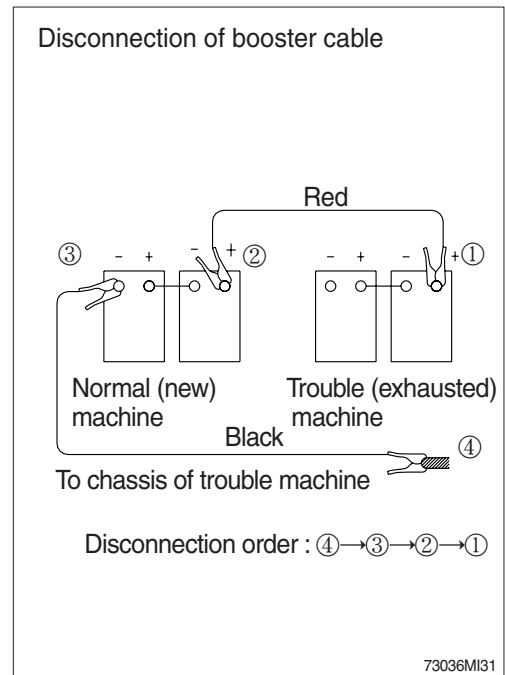 Disconnection of booster cable
Red
③ - + - + ② - + - + ①
Normal (new)
machine
Trouble (exhausted)
machine
Black
④
To chassis of trouble machine
Disconnection order : ④→③→②→①
73036MI31